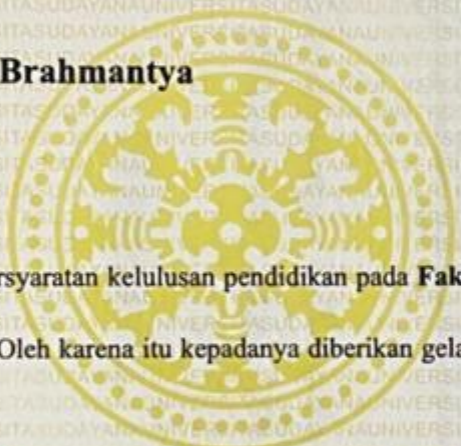 Brahmantya
rsyaratan kelulusan pendidikan pada Fak
Oleh karena itu kepadanya diberikan gela